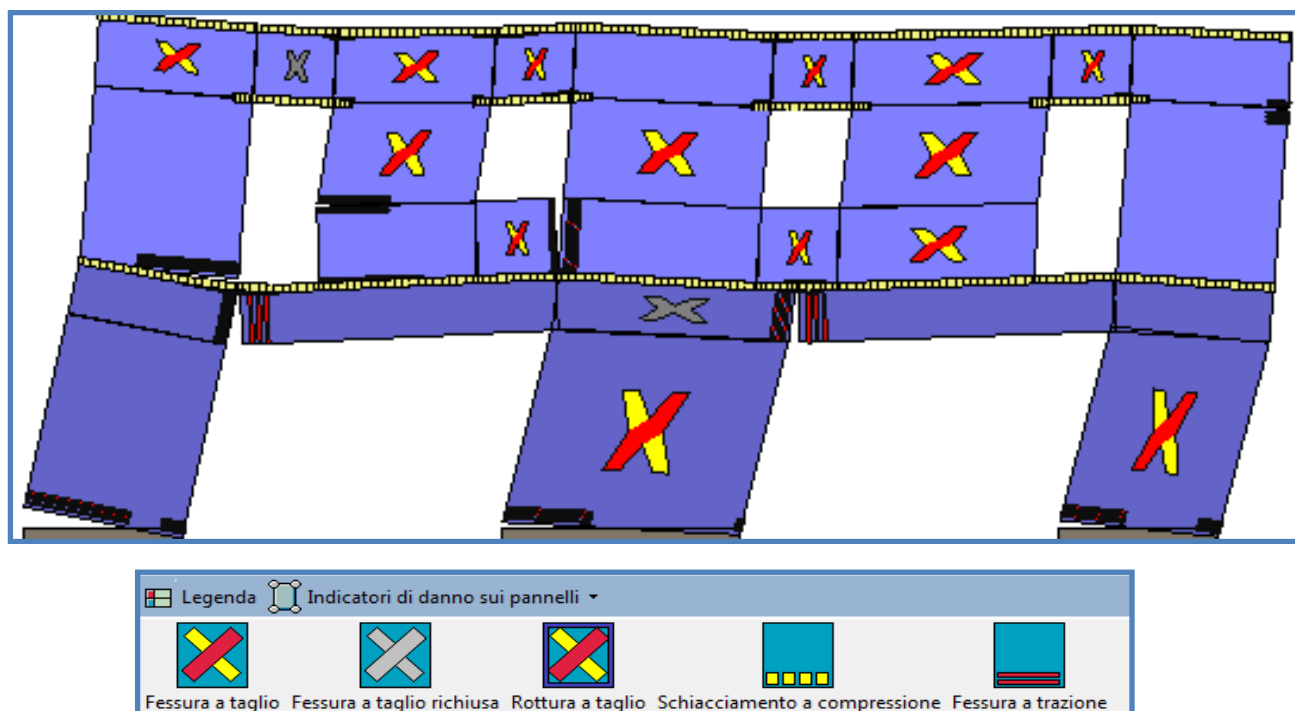 Legenda Indicatori di danno sui pannelli
Fessura a taglio Fessura a taglio richiusa Rottura a taglio Schiacciamento a compressione Fessura a trazione